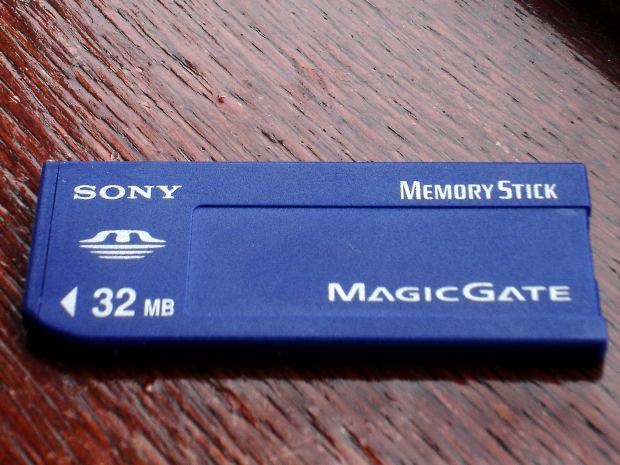 SONY
MEMORY STICK
MAGICGATE
32 MB